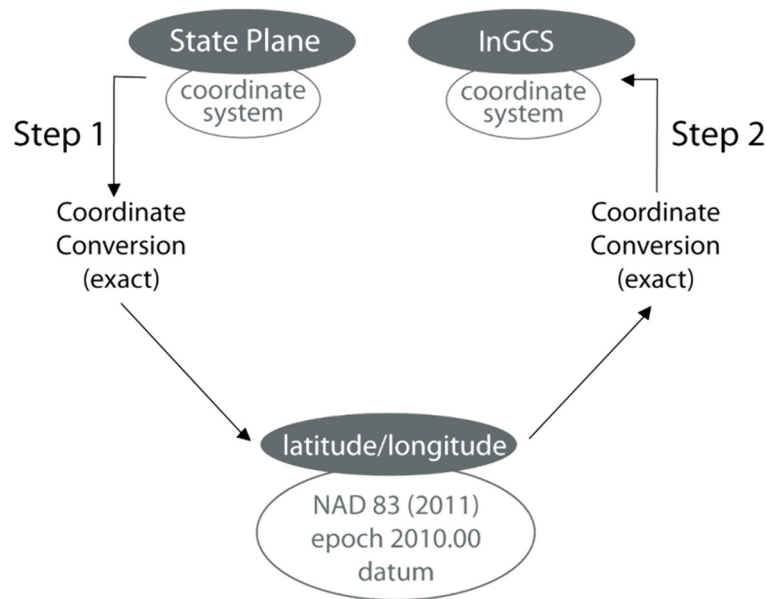 State Plane
coordinate
system
InGCS
coordinate
system
Step 1
Step 2
Coordinate
Conversion
(exact)
Coordinate
Conversion
(exact)
latitude/longitude
NAD 83 (2011)
epoch 2010.00
datum